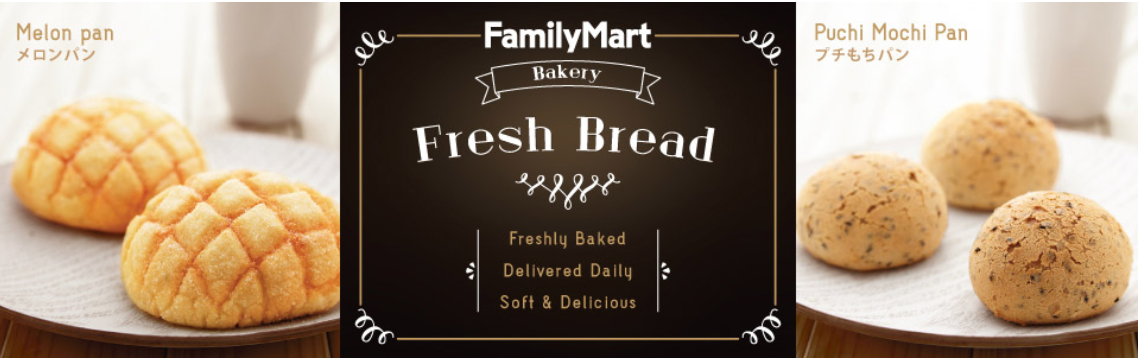 Melon pan
メロンパン
FamilyMart
Bakery
Fresh Bread
Freshly Baked
Delivered Daily
Soft & Delicious
Puchi Mochi Pan
プチもちパン